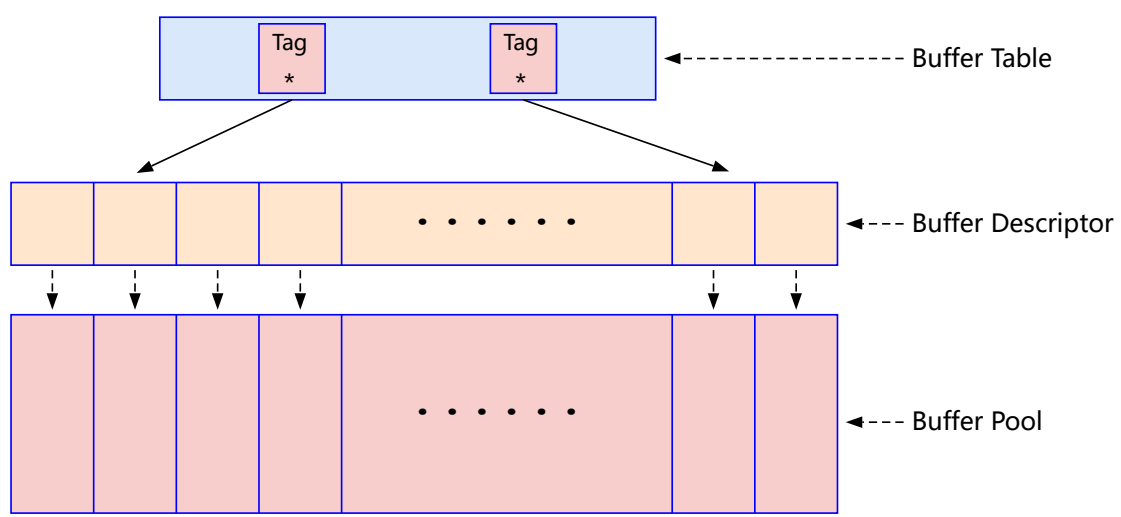 Tag
*
Tag
*
Buffer Table
Buffer Descriptor
Buffer Pool